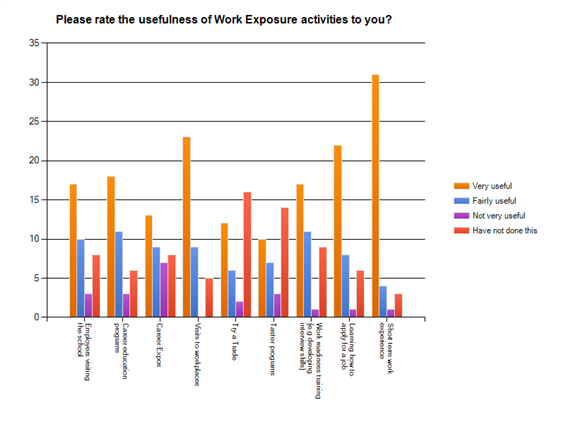 Please rate the usefulness of Work Exposure activities to you?
35
30
25
20
15
10
5
0
Employers visiting
the school
Career education
programs
Career Expos
Visits to workplaces
Try a Trade
Taster programs
Work readiness training
(e.g. developing
interview skills)
Learning how to
apply for a job
Short term work
experience
Very useful
Fairly useful
Not very useful
Have not done this